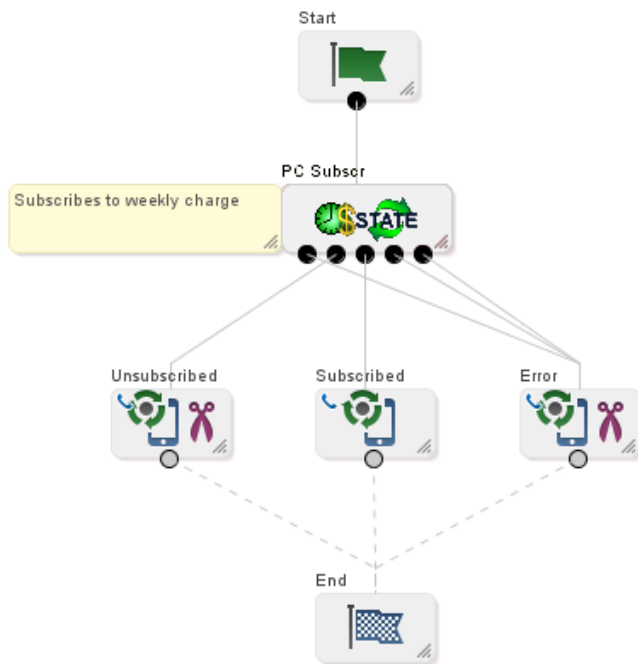 Start
PC Subscr
Subscribes to weekly charge
$STATE
Unsubscribed
Subscribed
Error
End